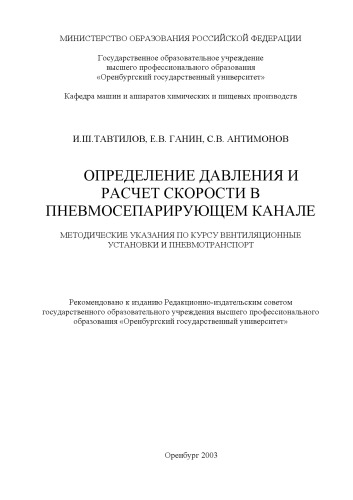 МИНИСТЕРСТВО ОБРАЗОВАНИЯ РОССИЙСКОЙ ФЕДЕРАЦИИ
Государственное образовательное учреждение
высшего профессионального образования
«Оренбургский государственный университет»
Кафедра машин и аппаратов химических и пищевых производств
И.Ш.ТАВТИЛОВ, Е.В. ГАНИН, С.В. АНТИМОНОВ
ОПРЕДЕЛЕНИЕ ДАВЛЕНИЯ И
РАСЧЕТ СКОРОСТИ В
ПНЕВМОСЕПАРИРУЮЩЕМ КАНАЛЕ
МЕТОДИЧЕСКИЕ УКАЗАНИЯ ПО КУРСУ ВЕНТИЛЯЦИОННЫЕ
УСТАНОВКИ И ПНЕВМОТРАНСПОРТ
Рекомендовано к изданию Редакционно-издательским советом
государственного образовательного учреждения высшего профессионального
образования «Оренбургский государственный университет»
Оренбург 2003